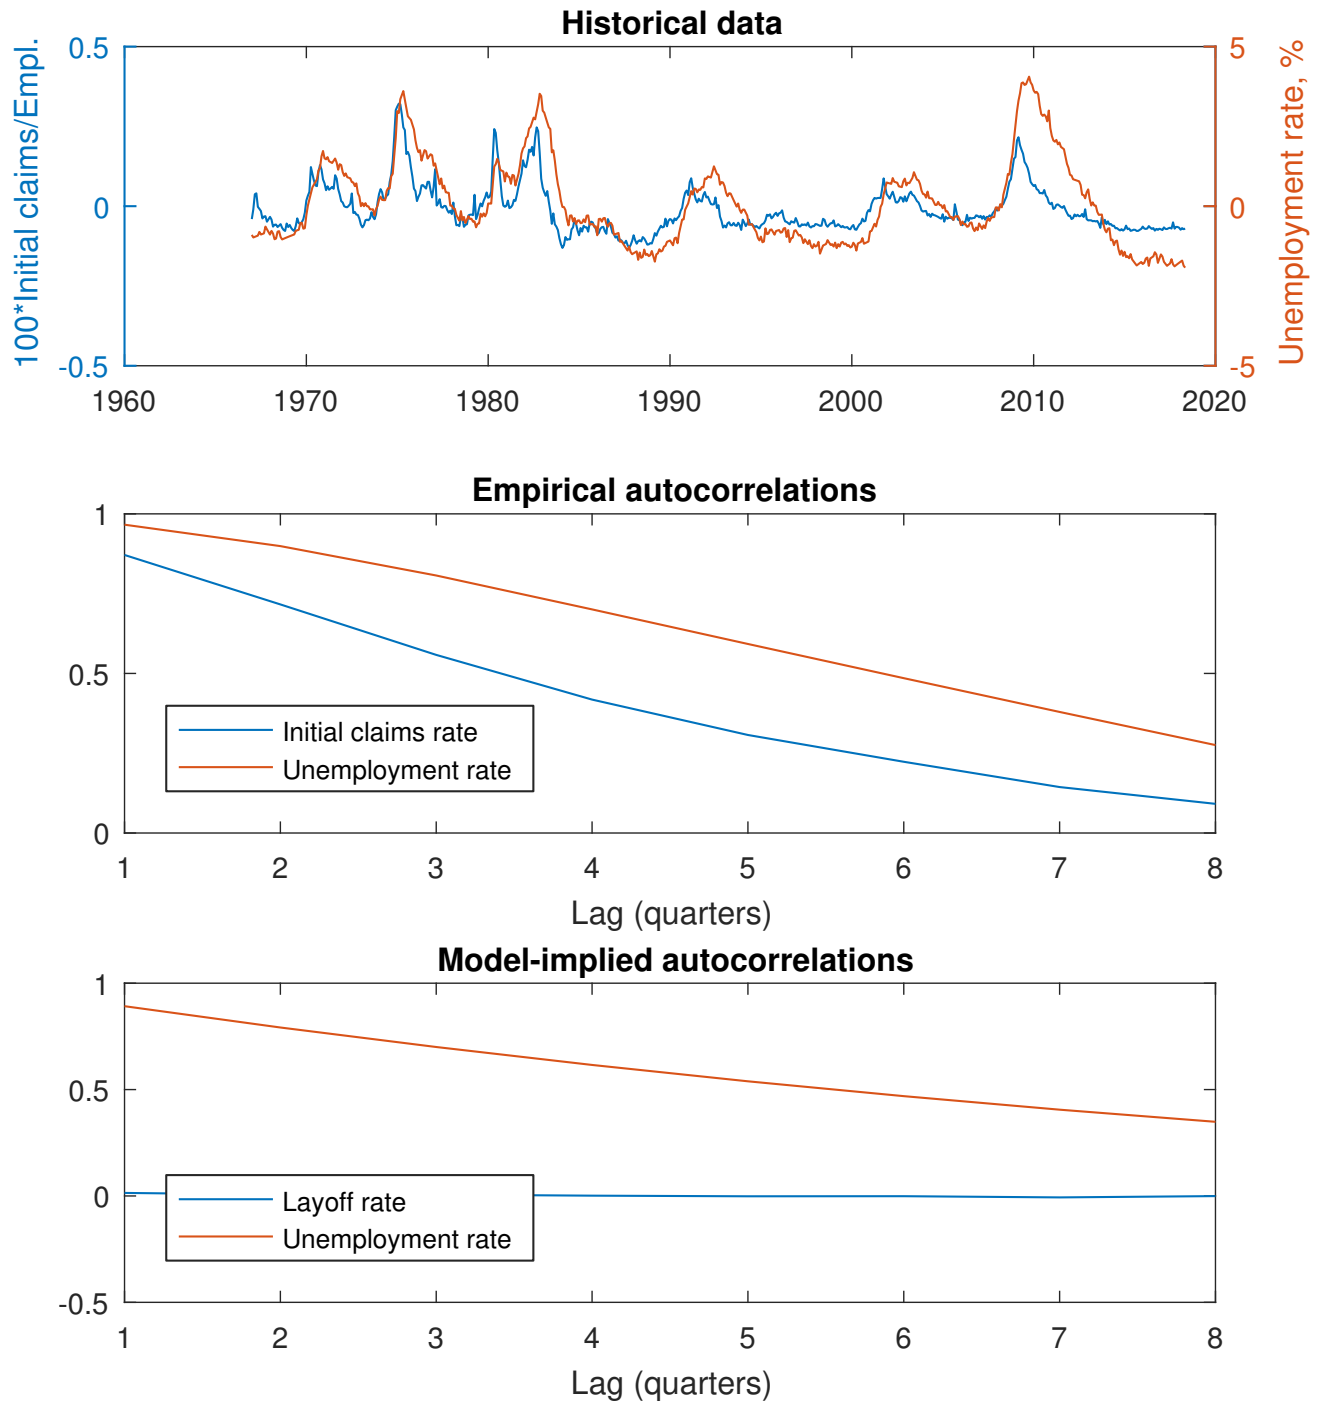 Historical data
100*Initial claims/Empl.
0.5
0
-0.5
5
0
-5
Unemployment rate, %
1960 1970 1980 1990 2000 2010 2020
Empirical autocorrelations
1
0.5
0
Initial claims rate
Unemployment rate
1 2 3 4 5 6 7 8
Lag (quarters)
Model-implied autocorrelations
1
0.5
0
-0.5
Layoff rate
Unemployment rate
1 2 3 4 5 6 7 8
Lag (quarters)